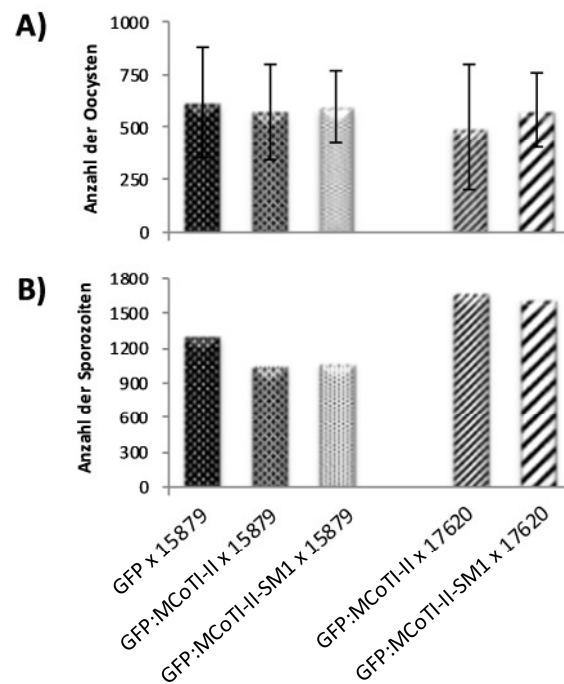 A)
Anzahl der Oocysten
1000
750
500
250
0
B)
Anzahl der Sporozoiten
1800
1500
1200
900
600
300
0
GFP x 15879
GFP:MCoTI-II x 15879
GFP:MCoTI-II-SM1 x 15879
GFP:MCoTI-II x 17620
GFP:MCoTI-II-SM1 x 17620